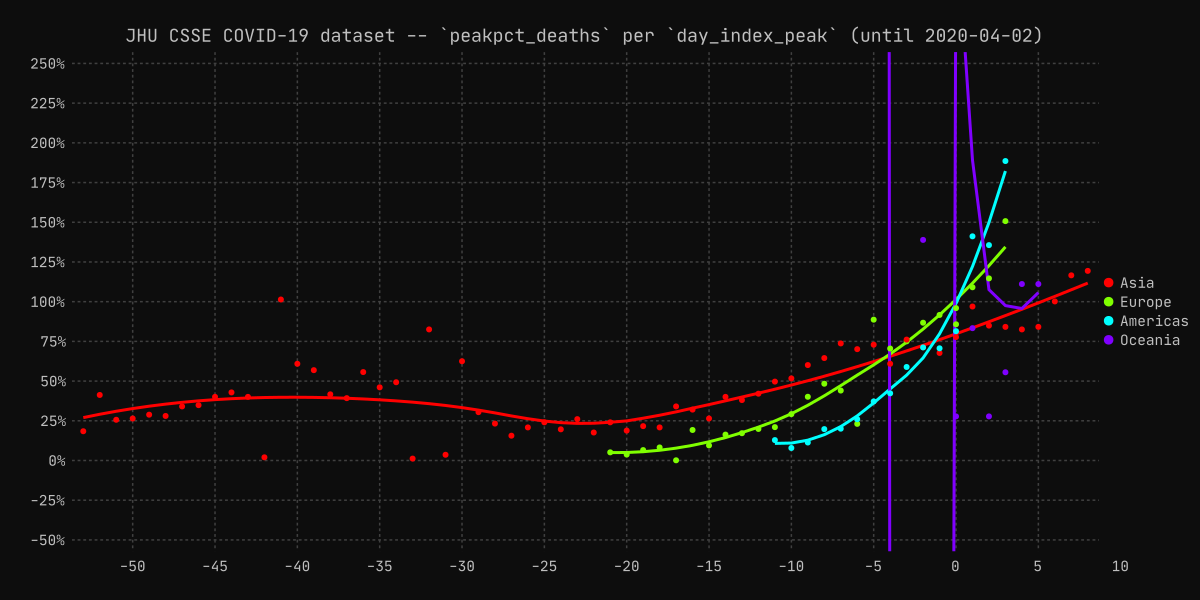 JHU CSSE COVID-19 dataset -- `peakpct_deaths` per `day_index_peak` (until 2020-04-02)
250%
225%
200%
175%
150%
125%
100%
75%
50%
25%
0%
-25%
-50%
-50 -45 -40 -35 -30 -25 -20 -15 -10 -5 0 5 10
Asia
Europe
Americas
Oceania